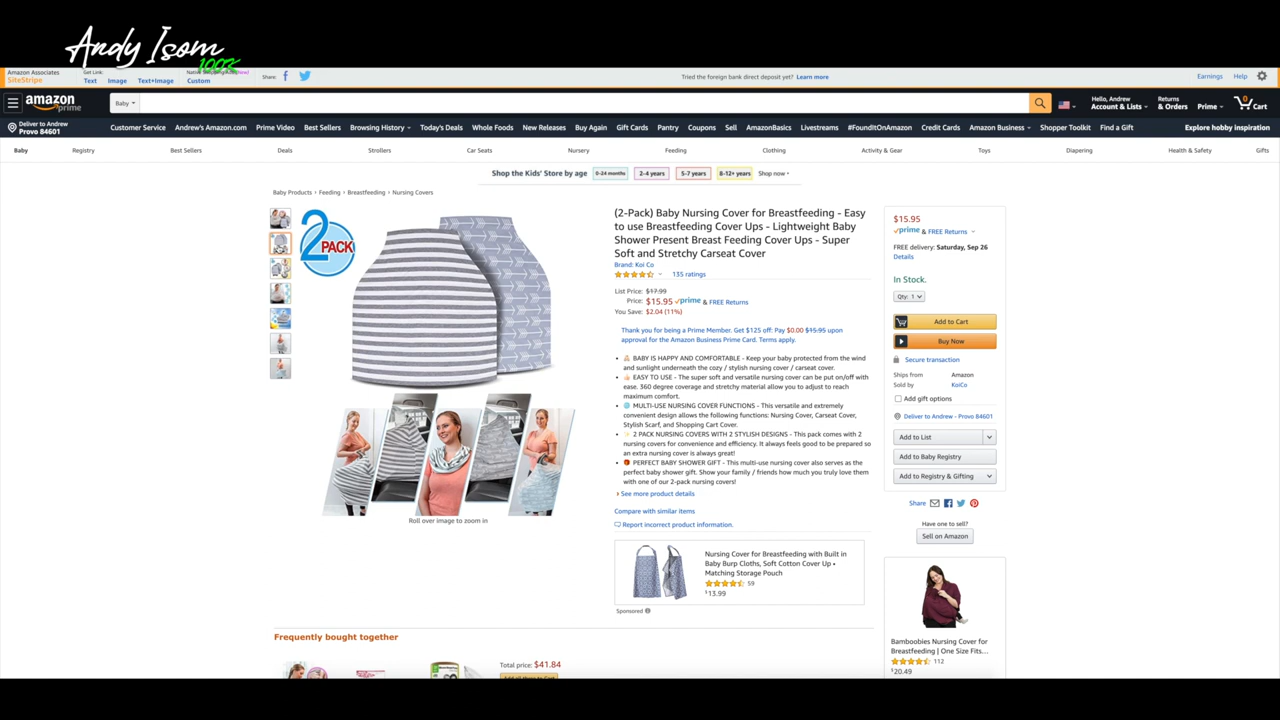 Andy Isom
100K
Amazon Associates
SiteStripe
Get Link:
Text Image Text+Image
Custom
Share:
Tried the foreign bank direct deposit yet? Learn more
Earnings Help
amazon
prime
Baby
Hello, Andrew
Account & Lists
Returns
& Orders
Prime
0
Cart
Deliver to Andrew
Provo 84601
Customer Service Andrew's Amazon.com Prime Video Best Sellers Browsing History Today's Deals Whole Foods New Releases Buy Again Gift Cards Pantry Coupons Sell AmazonBasics Livestreams #FoundItOnAmazon Credit Cards Amazon Business Shopper Toolkit Find a Gift Explore hobby inspiration
Baby Registry Best Sellers Deals Strollers Car Seats Nursery Feeding Clothing Activity & Gear Toys Diapering Health & Safety Gifts
Shop the Kids' Store by age 0-24 months 2-4 years 5-7 years 8-12+ years Shop now
Baby Products › Feeding › Breastfeeding › Nursing Covers
2
PACK
Roll over image to zoom in
(2-Pack) Baby Nursing Cover for Breastfeeding - Easy
to use Breastfeeding Cover Ups - Lightweight Baby
Shower Present Breast Feeding Cover Ups - Super
Soft and Stretchy Carseat Cover
Brand: Koi Co
135 ratings
List Price: $17.99
Price: $15.95 prime & FREE Returns
You Save: $2.04 (11%)
Thank you for being a Prime Member. Get $125 off: Pay $0.00 $15.95 upon
approval for the Amazon Business Prime Card. Terms apply.
• BABY IS HAPPY AND COMFORTABLE - Keep your baby protected from the wind
and sunlight underneath the cozy / stylish nursing cover / carseat cover.
• EASY TO USE - The super soft and versatile nursing cover can be put on/off with
ease. 360 degree coverage and stretchy material allow you to adjust to reach
maximum comfort.
• MULTI-USE NURSING COVER FUNCTIONS - This versatile and extremely
convenient design allows the following functions: Nursing Cover, Carseat Cover,
Stylish Scarf, and Shopping Cart Cover.
• 2 PACK NURSING COVERS WITH 2 STYLISH DESIGNS - This pack comes with 2
nursing covers for convenience and efficiency. It always feels good to be prepared so
an extra nursing cover is always great!
• PERFECT BABY SHOWER GIFT - This multi-use nursing cover also serves as the
perfect baby shower gift. Show your family / friends how much you truly love them
with one of our 2-pack nursing covers!
› See more product details
Compare with similar items
Report incorrect product information.
Nursing Cover for Breastfeeding with Built in
Baby Burp Cloths, Soft Cotton Cover Up •
Matching Storage Pouch
59
$13.99
Sponsored
Frequently bought together
Total price: $41.84
$15.95
prime & FREE Returns
FREE delivery: Saturday, Sep 26
Details
In Stock.
Qty: 1
Add to Cart
Buy Now
Secure transaction
Ships from Amazon
Sold by KoiCo
Add gift options
Deliver to Andrew - Provo 84601
Add to List
Add to Baby Registry
Add to Registry & Gifting
Share
Have one to sell?
Sell on Amazon
Bamboobies Nursing Cover for
Breastfeeding | One Size Fits...
112
$20.49